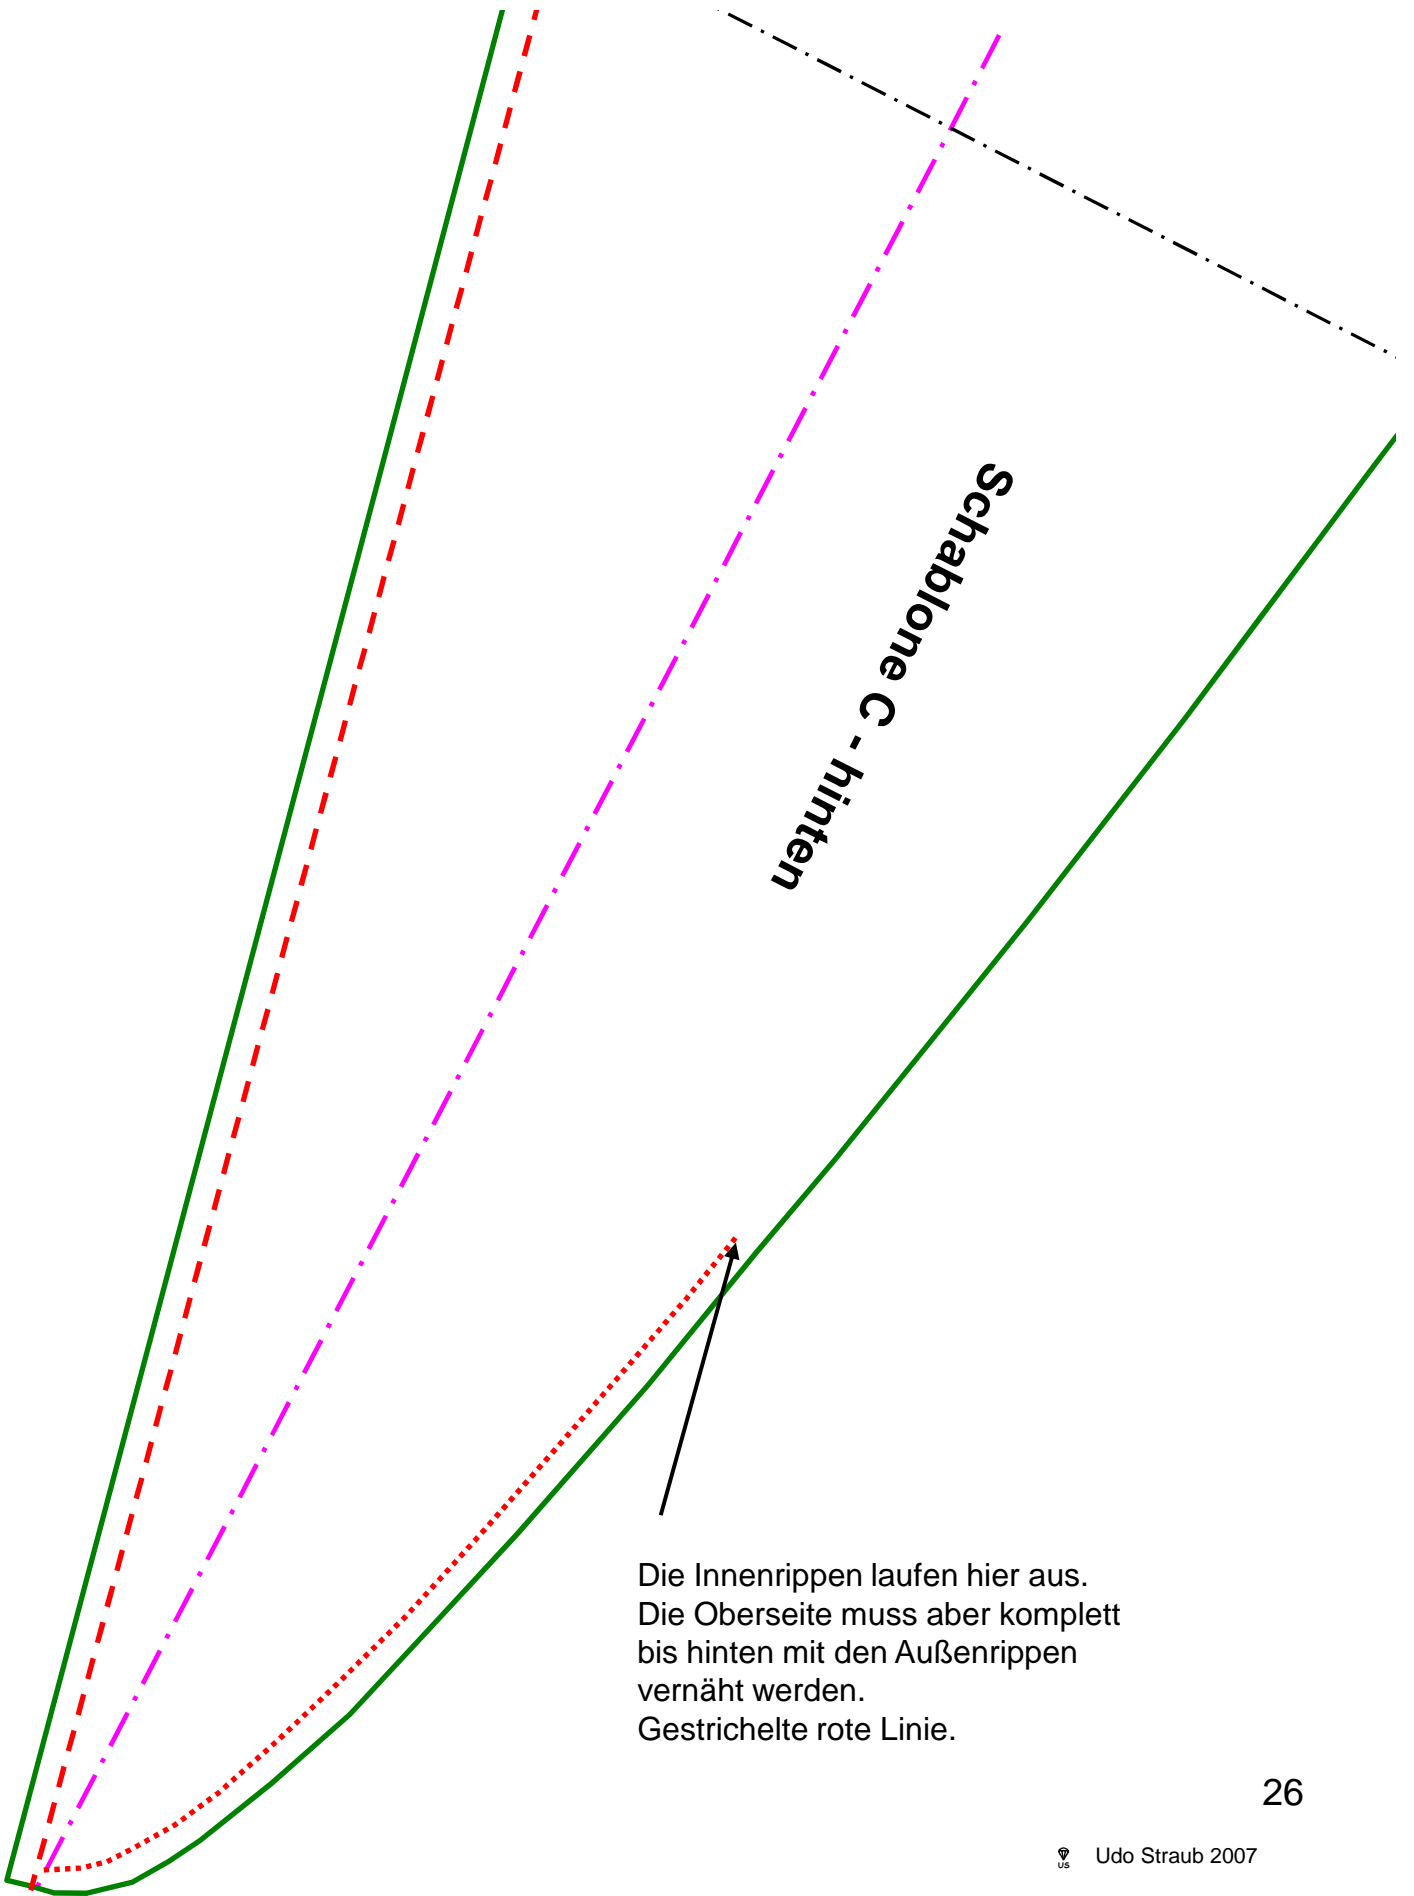 Schablone C - hinten
Die Innenrippen laufen hier aus.
Die Oberseite muss aber komplett
bis hinten mit den Außenrippen
vernäht werden.
Gestrichelte rote Linie.
26
US
Udo Straub 2007